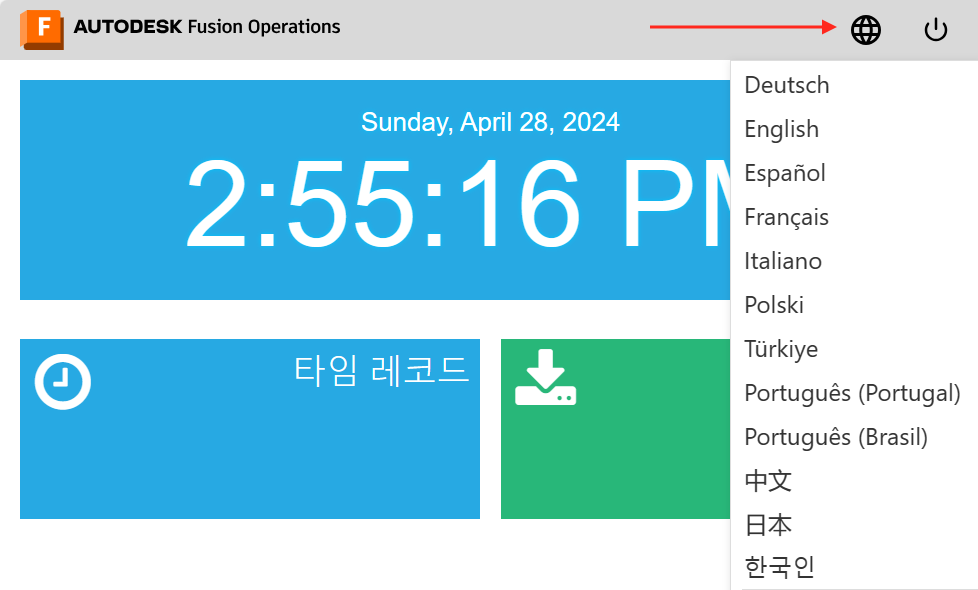 F AUTODESK Fusion Operations
Sunday, April 28, 2024
2:55:16 PM
타임 레코드
Deutsch
English
Español
Français
Italiano
Polski
Türkiye
Português (Portugal)
Português (Brasil)
中文
日本
한국인